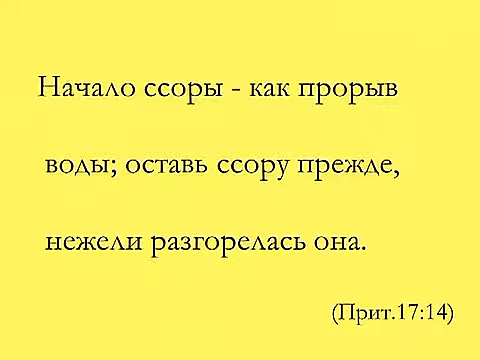 Начало ссоры - как прорыв
воды; оставь ссору прежде,
нежели разгорелась она.
(Прит.17:14)